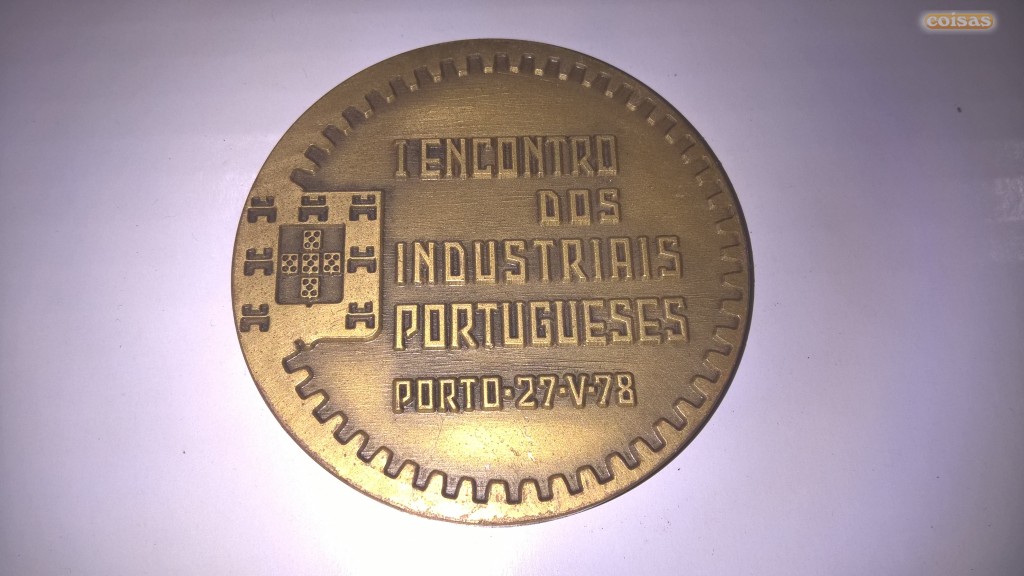 coisas
I ENCONTRO
DOS
INDUSTRIAIS
PORTUGUESES
PORTO·27·V·78